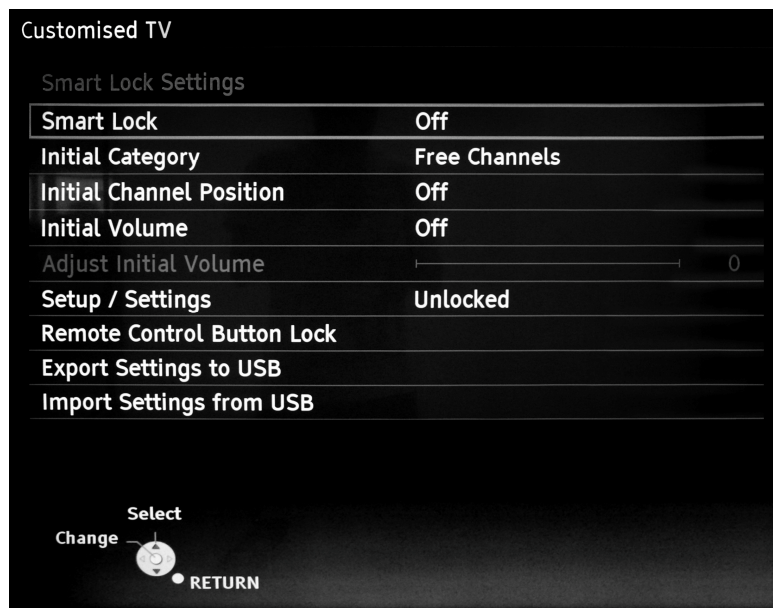 Customised TV
Smart Lock Settings
Smart Lock Off
Initial Category Free Channels
Initial Channel Position Off
Initial Volume Off
Adjust Initial Volume 0
Setup / Settings Unlocked
Remote Control Button Lock
Export Settings to USB
Import Settings from USB
Select
Change
RETURN